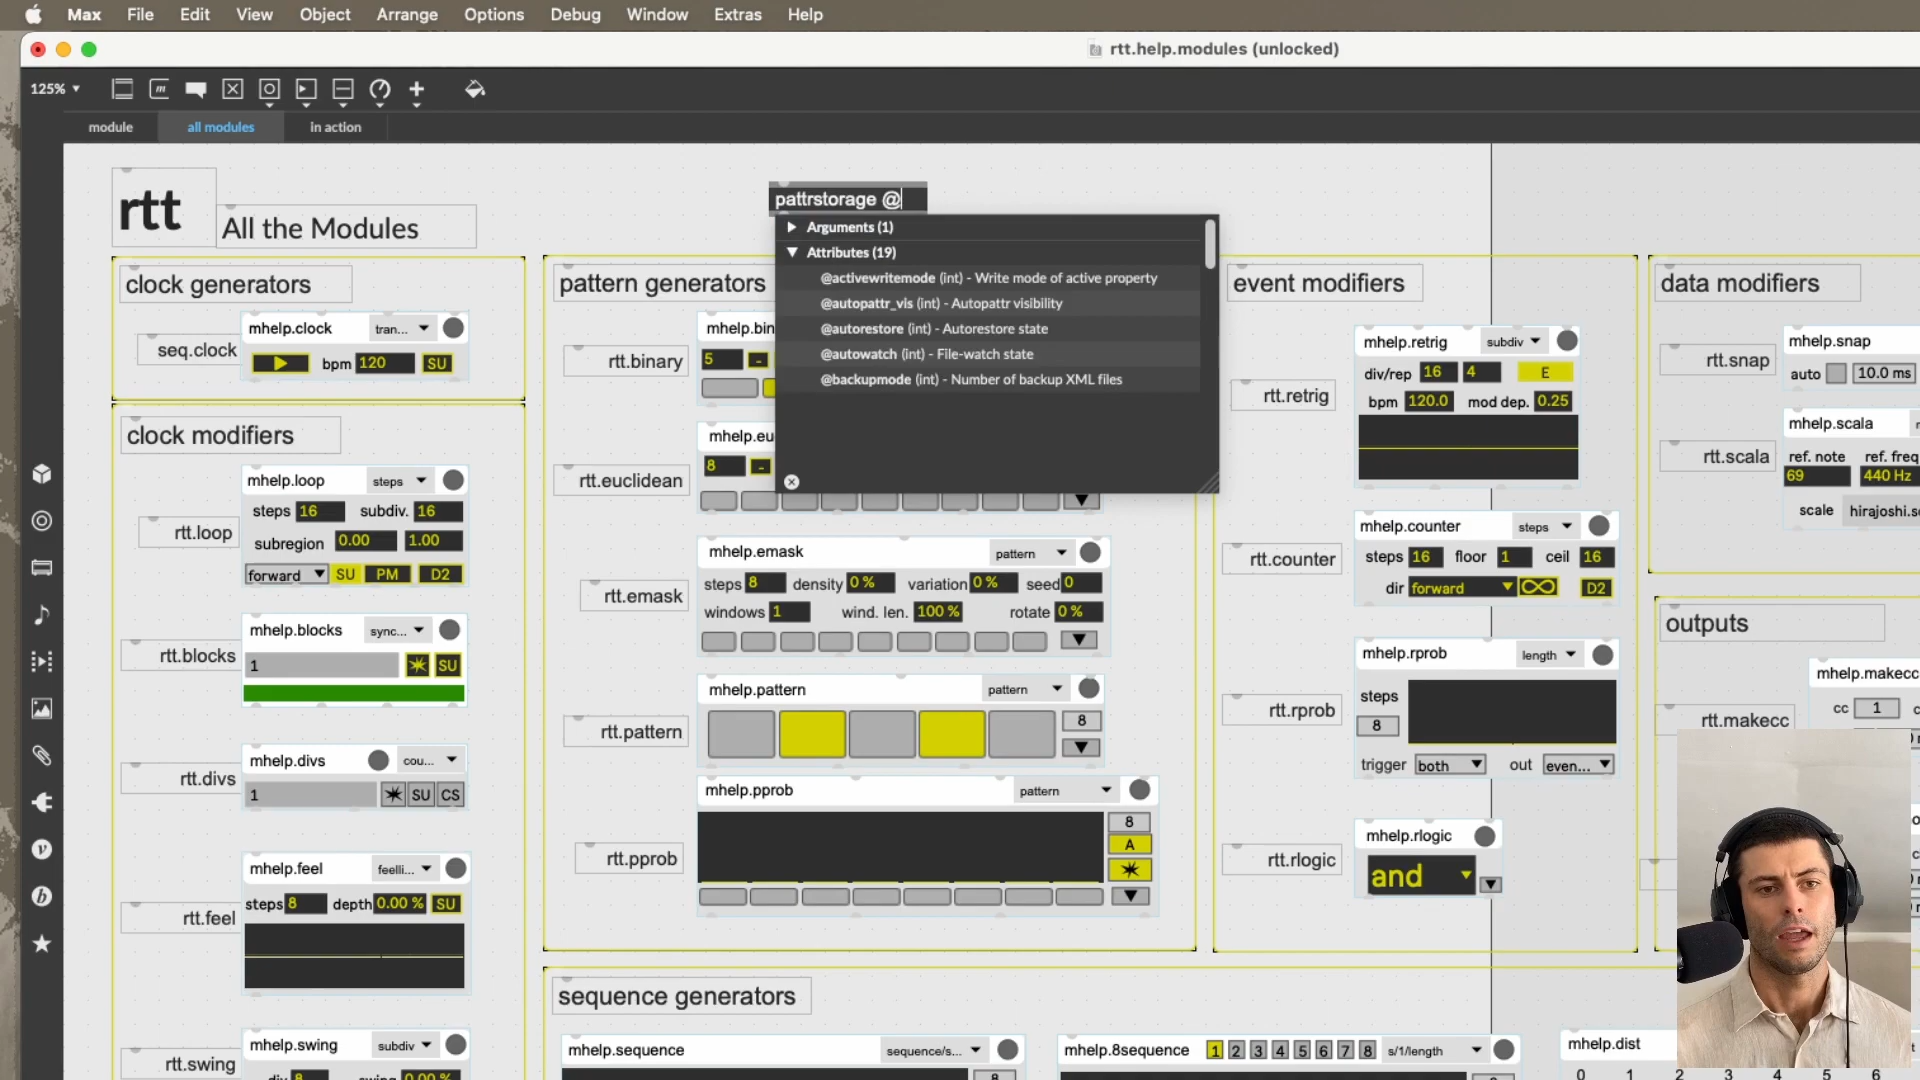 Max File Edit View Object Arrange Options Debug Window Extras Help
rtt.help.modules (unlocked)
125%
module all modules in action
rtt
All the Modules
pattrstorage @
Arguments (1)
Attributes (19)
@activewritemode (int) - Write mode of active property
@autopattr_vis (int) - Autopattr visibility
@autorestore (int) - Autorestore state
@autowatch (int) - File-watch state
@backupmode (int) - Number of backup XML files
clock generators
seq.clock
mhelp.clock tran...
bpm 120 SU
clock modifiers
rtt.loop
mhelp.loop steps
steps 16 subdiv. 16
subregion 0.00 1.00
forward SU PM D2
rtt.blocks
mhelp.blocks sync...
1 SU
rtt.divs
mhelp.divs cou...
1 SU CS
rtt.feel
mhelp.feel feelli...
steps 8 depth 0.00 % SU
rtt.swing
mhelp.swing subdiv
pattern generators
rtt.binary
mhelp.bin
5 -
rtt.euclidean
mhelp.eu
8 -
rtt.emask
mhelp.emask pattern
steps 8 density 0 % variation 0 % seed 0
windows 1 wind. len. 100 % rotate 0 %
rtt.pattern
mhelp.pattern pattern
8
rtt.pprob
mhelp.pprob pattern
8
A
sequence generators
mhelp.sequence sequence/s...
8
mhelp.8sequence 1 2 3 4 5 6 7 8 s/1/length
mhelp.dist
0 1 2 3 4 5 6
event modifiers
rtt.retrig
mhelp.retrig subdiv
div/rep 16 4 E
bpm 120.0 mod dep. 0.25
rtt.counter
mhelp.counter steps
steps 16 floor 1 ceil 16
dir forward D2
rtt.rprob
mhelp.rprob length
steps
8
trigger both out even...
rtt.rlogic
mhelp.rlogic
and
data modifiers
rtt.snap
mhelp.snap
auto 10.0 ms
rtt.scala
mhelp.scala
ref. note ref. freq
69 440 Hz
scale hirajoshi.sc
outputs
rtt.makecc
mhelp.makecc
cc 1